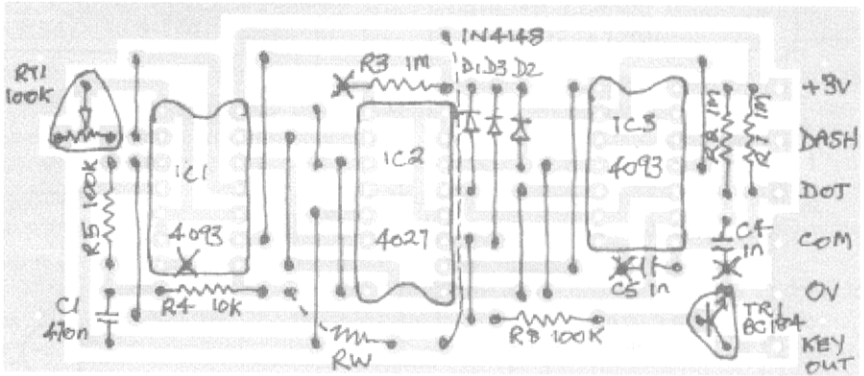 1N4148
RT1
100K
R3 1M
D1 D3 D2
IC1
4093
IC2
4027
IC3
4093
R5 100K
C1
470n
R4 10K
RW
R8 100K
C5 1n
C4
1n
1M
1M
TR1
BC184
+3V
DASH
DOT
COM
0V
KEY
OUT